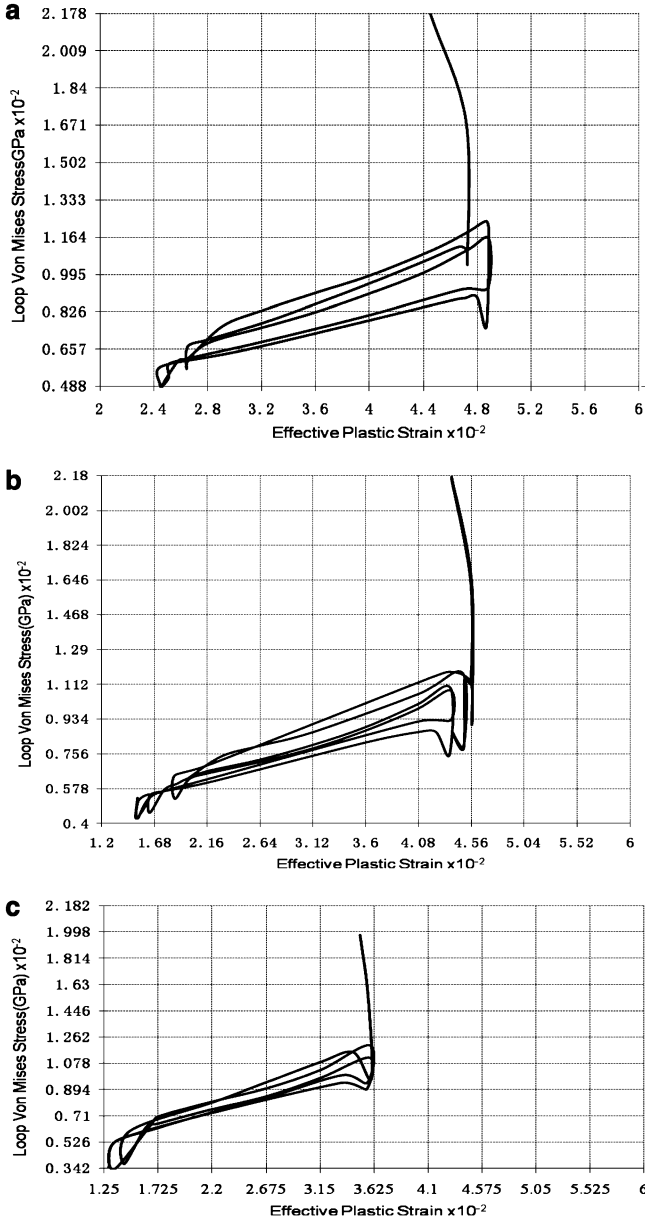 a
2.178
2.009
1.84
1.671
1.502
1.333
1.164
0.995
0.826
0.657
0.488
Loop Von Mises StressGPa x10-2
2 2.4 2.8 3.2 3.6 4 4.4 4.8 5.2 5.6 6
Effective Plastic Strain x10-2
b
2.18
2.002
1.824
1.646
1.468
1.29
1.112
0.934
0.756
0.578
0.4
Loop Von Mises Stress(GPa) x10-2
1.2 1.68 2.16 2.64 3.12 3.6 4.08 4.56 5.04 5.52 6
Effective Plastic Strain x10-2
c
2.182
1.998
1.814
1.63
1.446
1.262
1.078
0.894
0.71
0.526
0.342
Loop Von Mises Stress(GPa) x10-2
1.25 1.725 2.2 2.675 3.15 3.625 4.1 4.575 5.05 5.525 6
Effective Plastic Strain x10-2